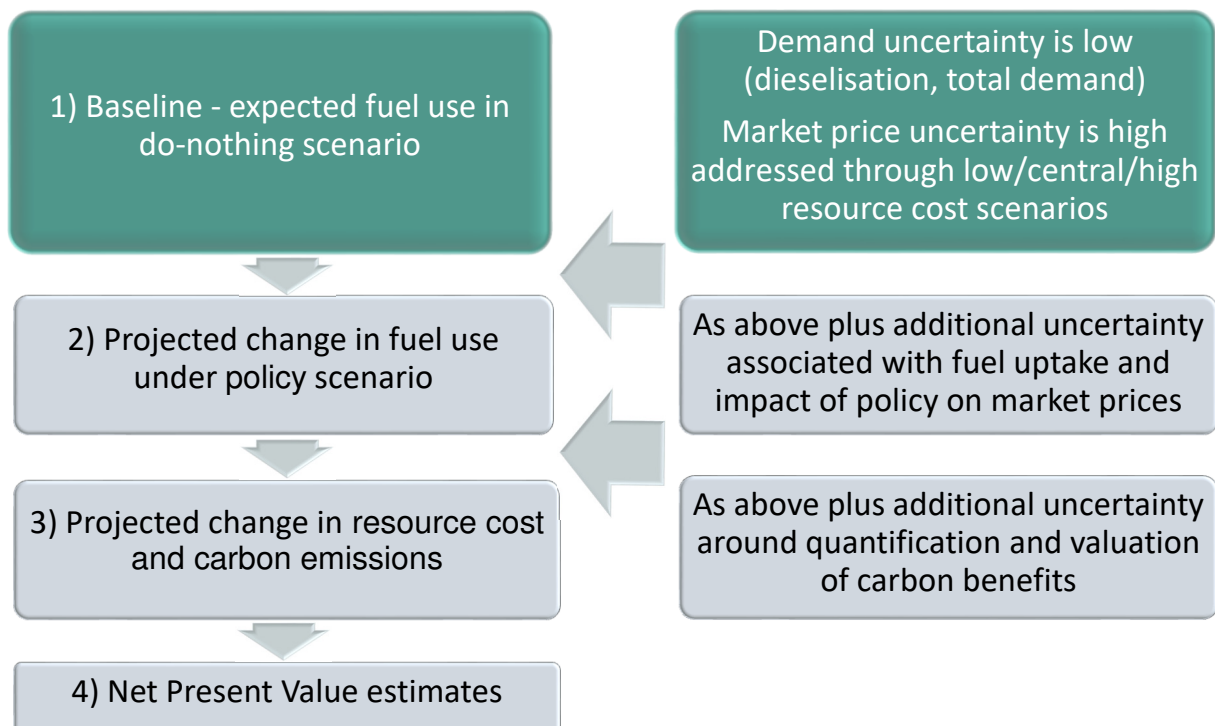 1) Baseline - expected fuel use in
do-nothing scenario
Demand uncertainty is low
(dieselisation, total demand)
Market price uncertainty is high
addressed through low/central/high
resource cost scenarios
2) Projected change in fuel use
under policy scenario
As above plus additional uncertainty
associated with fuel uptake and
impact of policy on market prices
3) Projected change in resource cost
and carbon emissions
As above plus additional uncertainty
around quantification and valuation
of carbon benefits
4) Net Present Value estimates